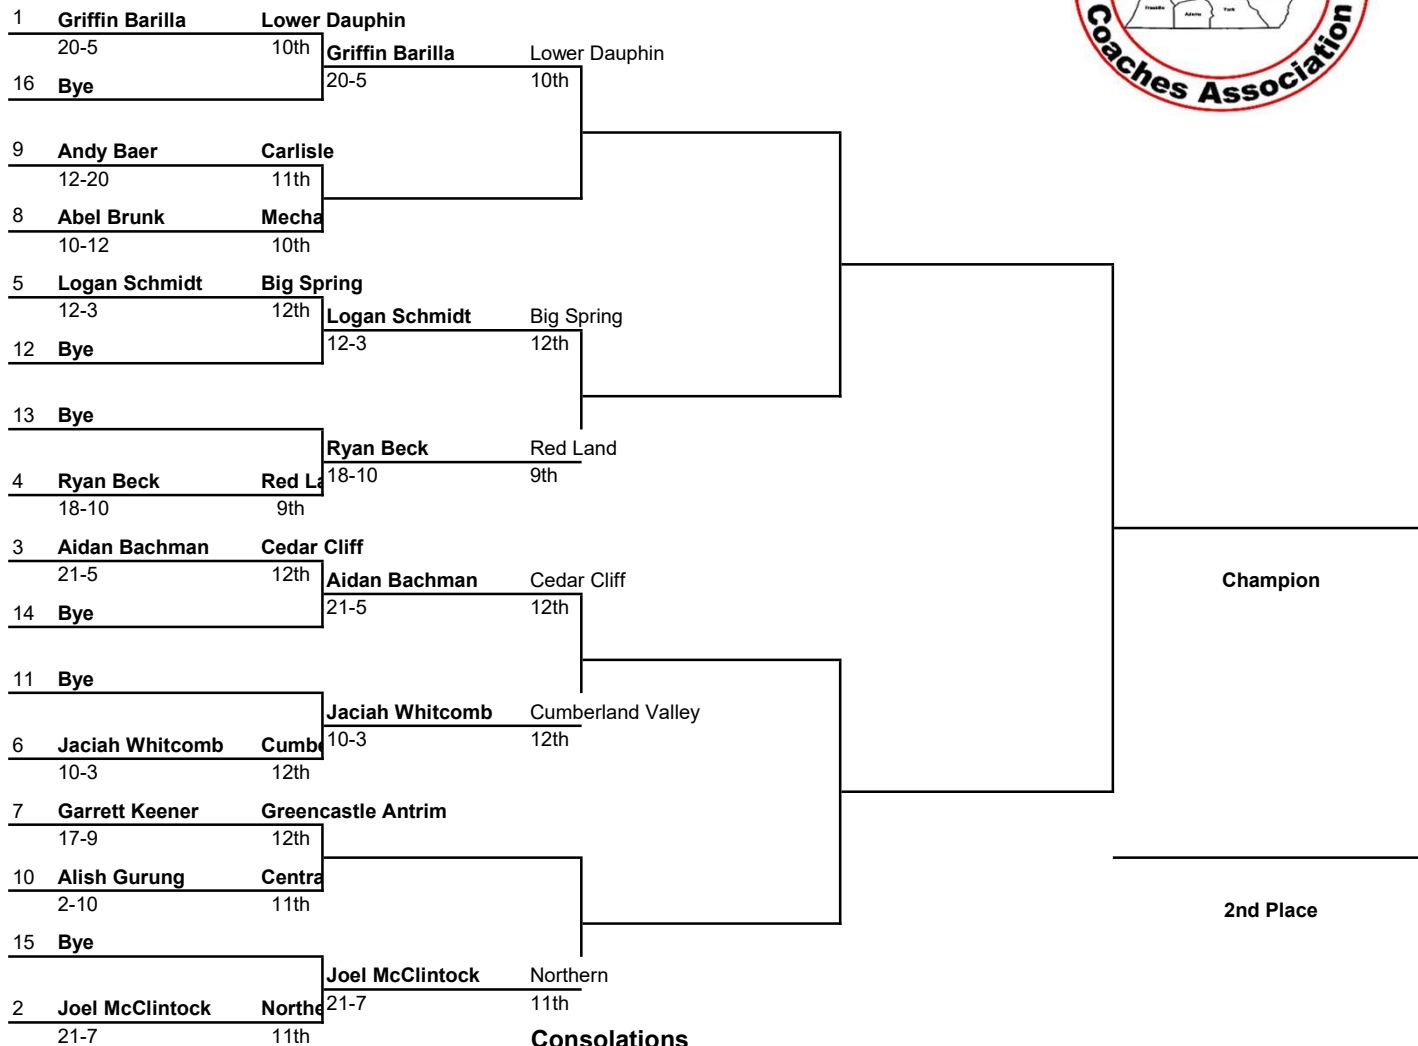 Coaches Association
1 Griffin Barilla Lower Dauphin
20-5 10th
Griffin Barilla Lower Dauphin
20-5 10th
16 Bye
9 Andy Baer Carlisle
12-20 11th
8 Abel Brunk Mecha
10-12 10th
5 Logan Schmidt Big Spring
12-3 12th
Logan Schmidt Big Spring
12-3 12th
12 Bye
13 Bye
Ryan Beck Red Land
18-10 9th
4 Ryan Beck Red La
18-10 9th
3 Aidan Bachman Cedar Cliff
21-5 12th
Aidan Bachman Cedar Cliff
21-5 12th
Champion
14 Bye
11 Bye
Jaciah Whitcomb Cumberland Valley
10-3 12th
6 Jaciah Whitcomb Cumbe
10-3 12th
7 Garrett Keener Greencastle Antrim
17-9 12th
10 Alish Gurung Centra
2-10 11th
2nd Place
15 Bye
Joel McClintock Northern
21-7 11th
2 Joel McClintock Northe
21-7 11th
Consolations